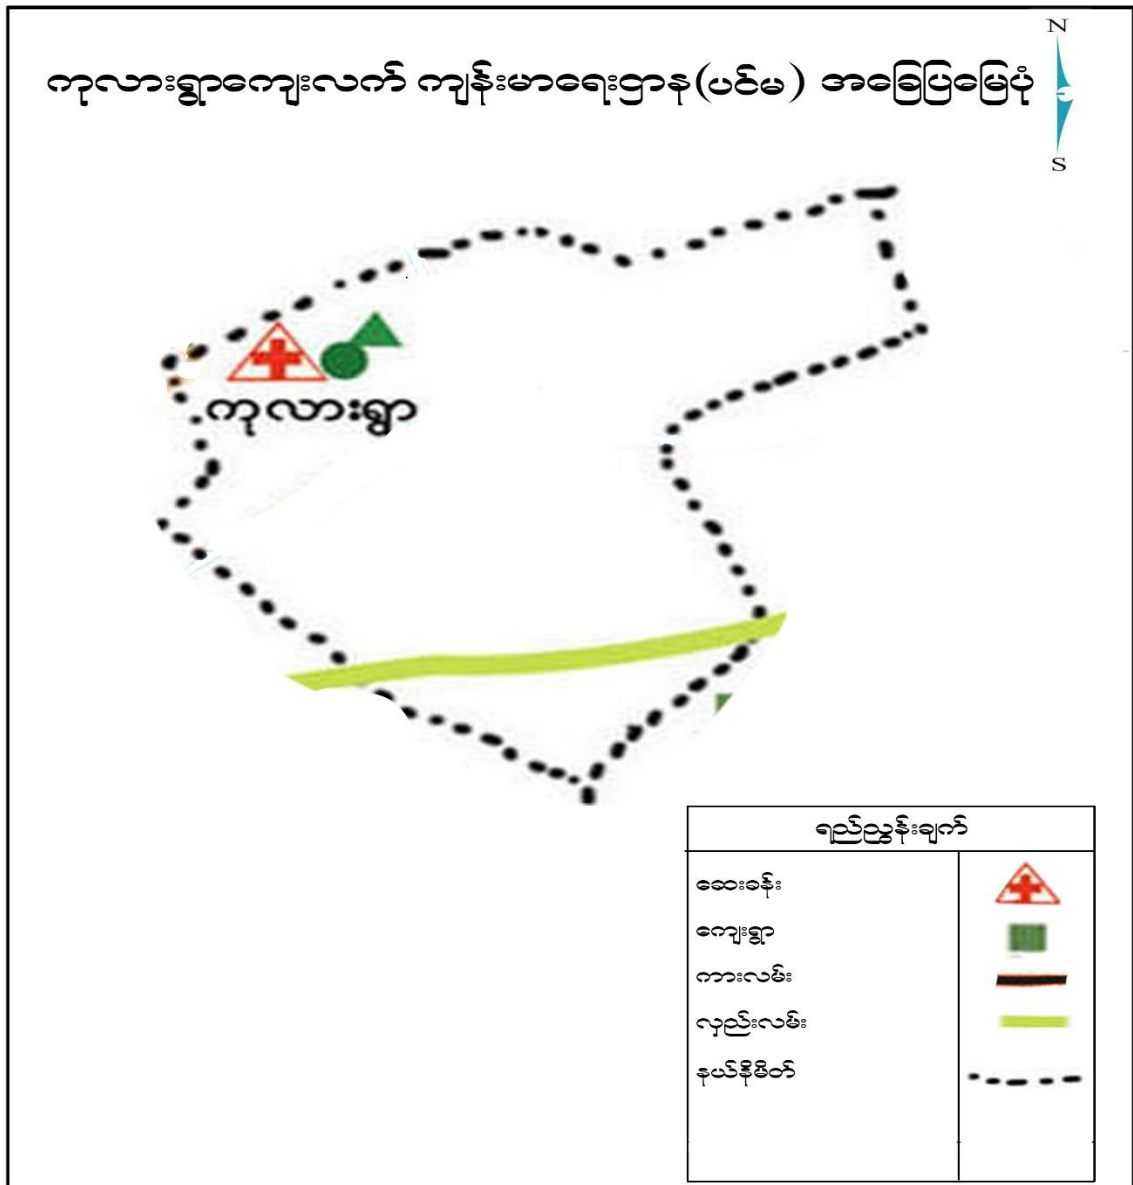 ကုလားရွာကျေးလက် ကျန်းမာရေးဌာန(ပင်မ) အခြေပြမြေပုံ
N
S
ကုလားရွာ
ရည်ညွှန်းချက်
ဆေးခန်း
ကျေးရွာ
ကားလမ်း
လှည်းလမ်း
နယ်နိမိတ်